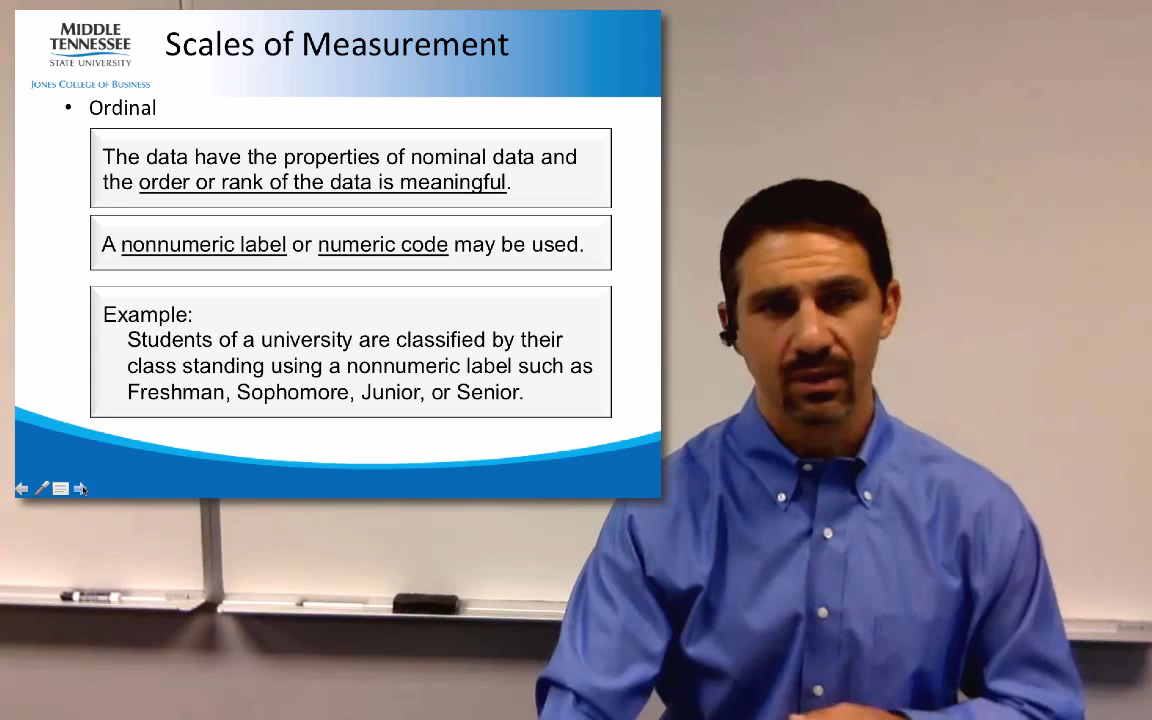 MIDDLE
TENNESSEE
STATE UNIVERSITY
JONES COLLEGE OF BUSINESS
Scales of Measurement
• Ordinal
The data have the properties of nominal data and
the order or rank of the data is meaningful.
A nonnumeric label or numeric code may be used.
Example:
Students of a university are classified by their
class standing using a nonnumeric label such as
Freshman, Sophomore, Junior, or Senior.